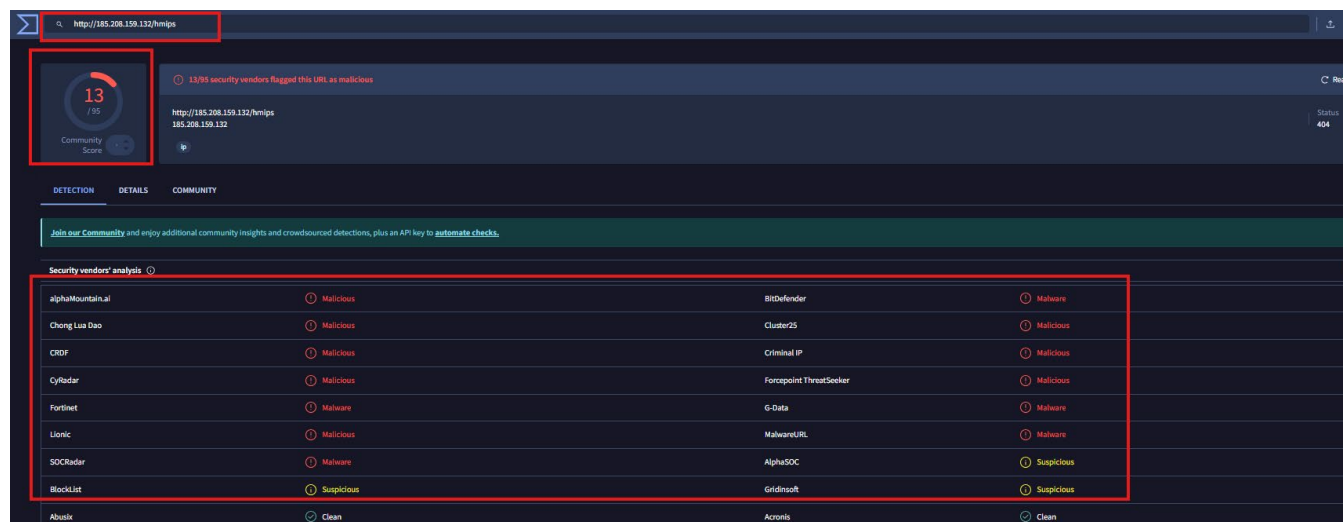 http://185.208.159.132/hmips
13
/ 95
Community
Score
13/95 security vendors flagged this URL as malicious
Rea
http://185.208.159.132/hmips
185.208.159.132
ip
Status
404
DETECTION DETAILS COMMUNITY
Join our Community and enjoy additional community insights and crowdsourced detections, plus an API key to automate checks.
Security vendors' analysis
alphaMountain.ai Malicious BitDefender Malware
Chong Lua Dao Malicious Cluster25 Malicious
CRDF Malicious Criminal IP Malicious
CyRadar Malicious Forcepoint ThreatSeeker Malicious
Fortinet Malware G-Data Malware
Lionic Malicious MalwareURL Malware
SOCRadar Malware AlphaSOC Suspicious
BlockList Suspicious Gridinsoft Suspicious
Abusix Clean Acronis Clean